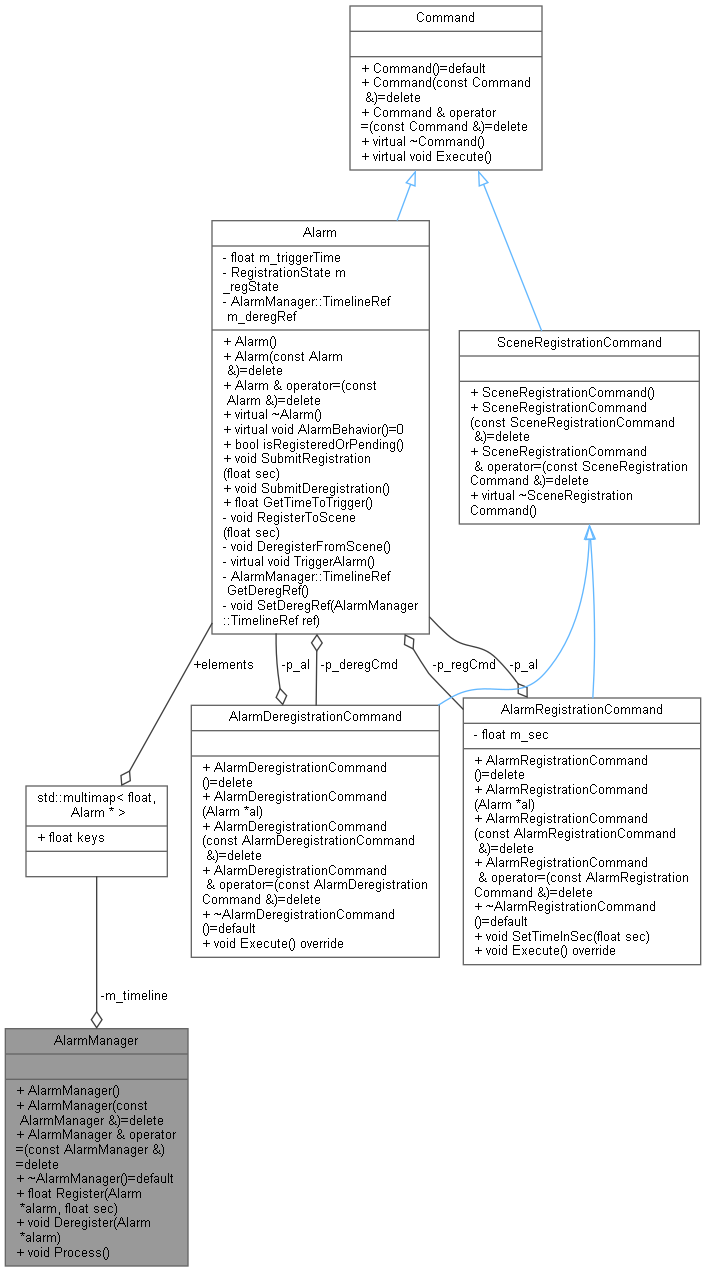 Command
+ Command()=default
+ Command(const Command
&)=delete
+ Command & operator
=(const Command &)=delete
+ virtual ~Command()
+ virtual void Execute()
Alarm
- float m_triggerTime
- RegistrationState m
_regState
- AlarmManager::TimelineRef
m_deregRef
+ Alarm()
+ Alarm(const Alarm
&)=delete
+ Alarm & operator=(const
Alarm &)=delete
+ virtual ~Alarm()
+ virtual void AlarmBehavior()=0
+ bool isRegisteredOrPending()
+ void SubmitRegistration
(float sec)
+ void SubmitDeregistration()
+ float GetTimeToTrigger()
- void RegisterToScene
(float sec)
- void DeregisterFromScene()
- virtual void TriggerAlarm()
- AlarmManager::TimelineRef
GetDeregRef()
- void SetDeregRef(AlarmManager
::TimelineRef ref)
SceneRegistrationCommand
+ SceneRegistrationCommand()
+ SceneRegistrationCommand
(const SceneRegistrationCommand
&)=delete
+ SceneRegistrationCommand
& operator=(const SceneRegistration
Command &)=delete
+ virtual ~SceneRegistration
Command()
+elements
-p_al
-p_deregCmd
-p_regCmd
-p_al
AlarmDeregistrationCommand
+ AlarmDeregistrationCommand
()=delete
+ AlarmDeregistrationCommand
(Alarm *al)
+ AlarmDeregistrationCommand
(const AlarmDeregistrationCommand
&)=delete
+ AlarmDeregistrationCommand
& operator=(const AlarmDeregistration
Command &)=delete
+ ~AlarmDeregistrationCommand
()=default
+ void Execute() override
AlarmRegistrationCommand
- float m_sec
+ AlarmRegistrationCommand
()=delete
+ AlarmRegistrationCommand
(Alarm *al)
+ AlarmRegistrationCommand
(const AlarmRegistrationCommand
&)=delete
+ AlarmRegistrationCommand
& operator=(const AlarmRegistration
Command &)=delete
+ ~AlarmRegistrationCommand
()=default
+ void SetTimeInSec(float sec)
+ void Execute() override
std::multimap< float,
Alarm * >
+ float keys
-m_timeline
AlarmManager
+ AlarmManager()
+ AlarmManager(const
AlarmManager &)=delete
+ AlarmManager & operator
=(const AlarmManager &)
=delete
+ ~AlarmManager()=default
+ float Register(Alarm
*alarm, float sec)
+ void Deregister(Alarm
*alarm)
+ void Process()